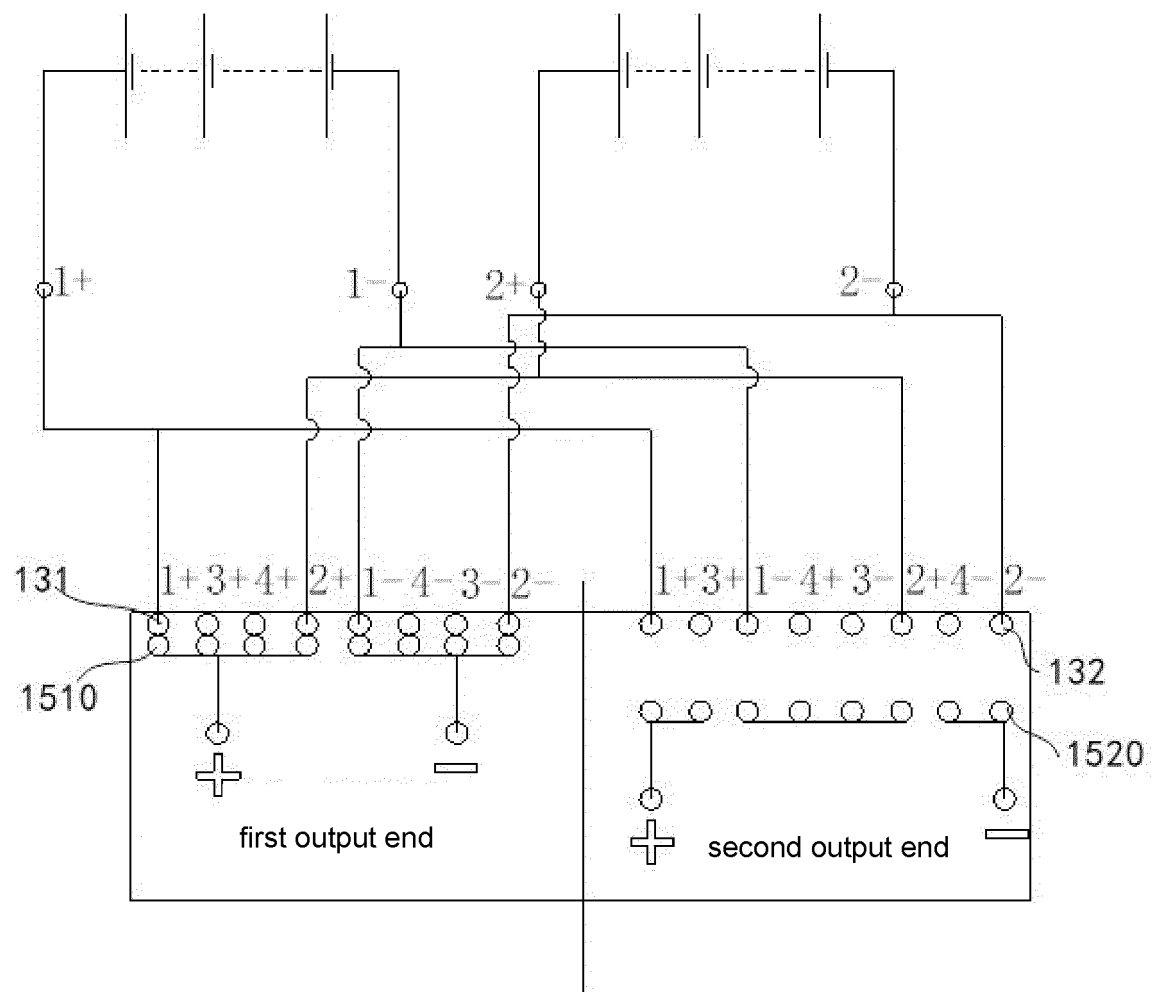 1+ 1- 2+ 2-
131 1+ 3+ 4+ 2+ 1- 4- 3- 2- 1+ 3+ 1- 4+ 3- 2+ 4- 2-
132
1510
1520
+ - + -
first output end
second output end